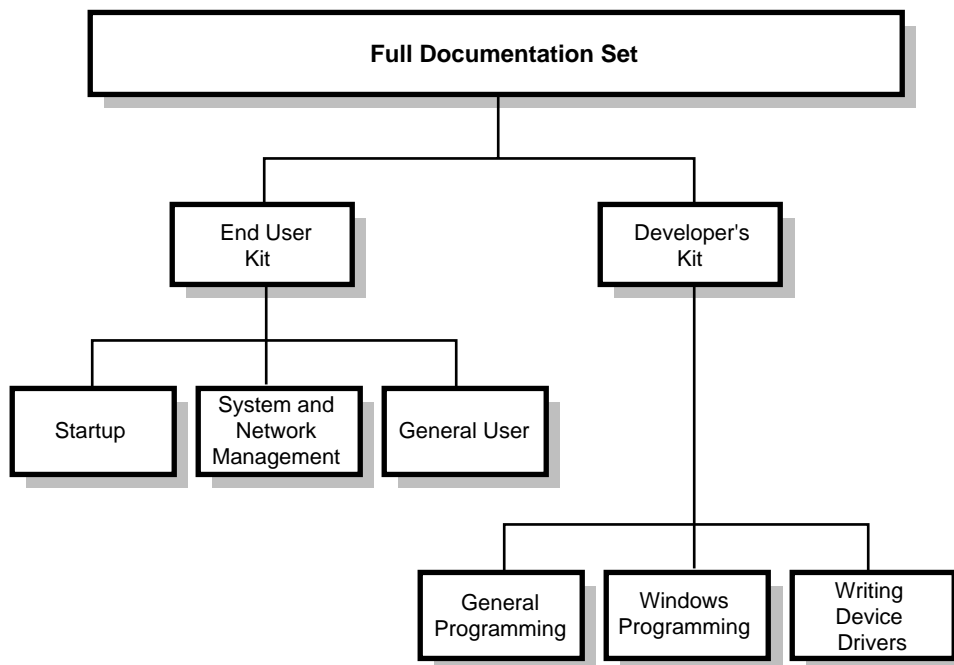 Full Documentation Set
End User
Kit
Developer's
Kit
Startup
System and
Network
Management
General User
General
Programming
Windows
Programming
Writing
Device
Drivers